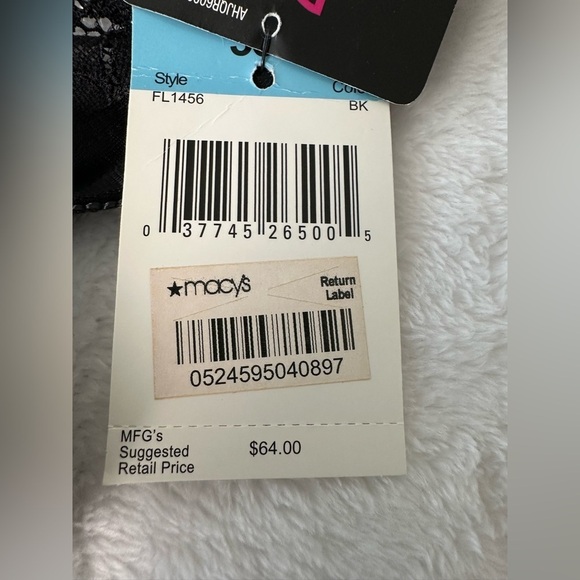 Style
FL1456
BK
0 37745 26500 5
macy's
Return
Label
0524595040897
MFG's
Suggested
Retail Price
$64.00